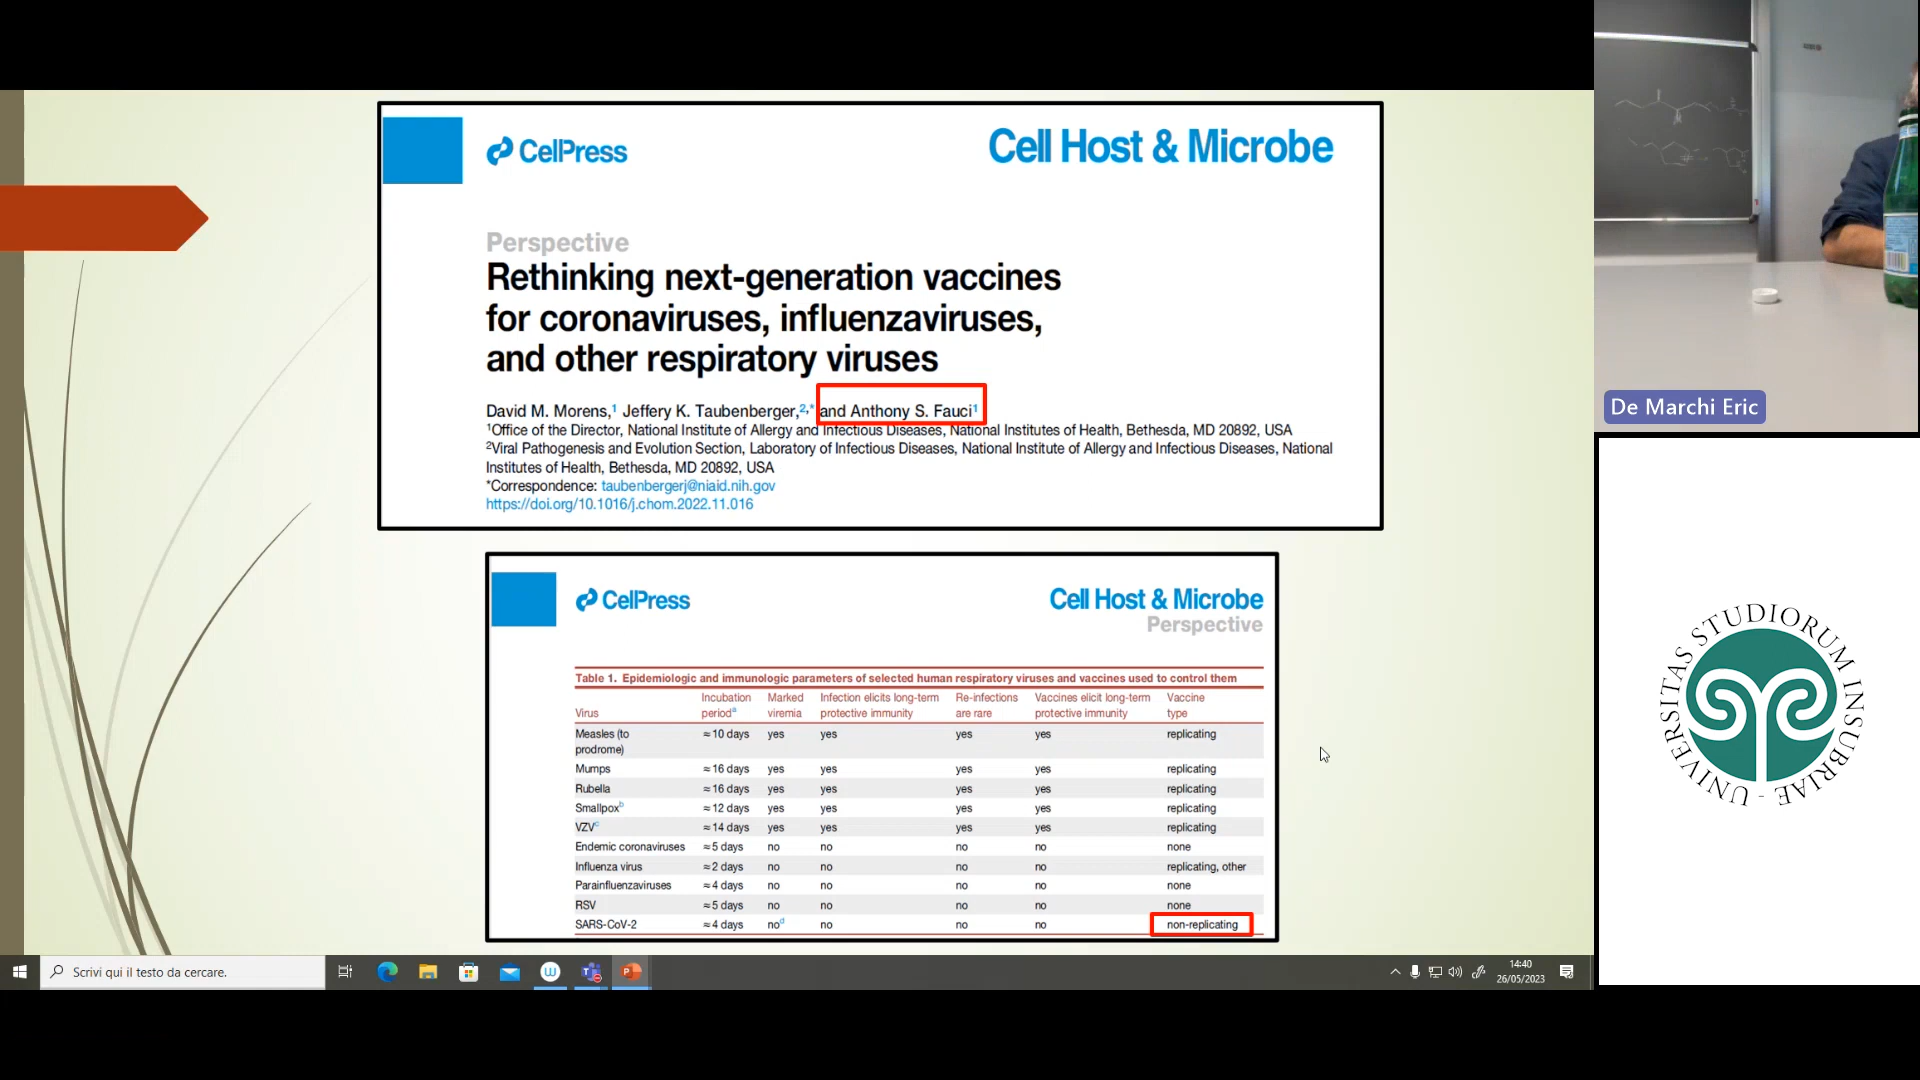 CelPress
Cell Host & Microbe
Perspective
Rethinking next-generation vaccines
for coronaviruses, influenzaviruses,
and other respiratory viruses
David M. Morens,1 Jeffery K. Taubenberger,2,* and Anthony S. Fauci1
1Office of the Director, National Institute of Allergy and Infectious Diseases, National Institutes of Health, Bethesda, MD 20892, USA
2Viral Pathogenesis and Evolution Section, Laboratory of Infectious Diseases, National Institute of Allergy and Infectious Diseases, National
Institutes of Health, Bethesda, MD 20892, USA
*Correspondence: taubenbergerj@niaid.nih.gov
https://doi.org/10.1016/j.chom.2022.11.016
CelPress
Cell Host & Microbe
Perspective
Table 1. Epidemiologic and immunologic parameters of selected human respiratory viruses and vaccines used to control them
Virus Incubation perioda Marked viremia Infection elicits long-term protective immunity Re-infections are rare Vaccines elicit long-term protective immunity Vaccine type
Measles (to prodrome) ≈10 days yes yes yes yes replicating
Mumps ≈16 days yes yes yes yes replicating
Rubella ≈16 days yes yes yes yes replicating
Smallpoxb ≈12 days yes yes yes yes replicating
VZVc ≈14 days yes yes yes yes replicating
Endemic coronaviruses ≈5 days no no no no none
Influenza virus ≈2 days no no no no replicating, other
Parainfluenzaviruses ≈4 days no no no no none
RSV ≈5 days no no no no none
SARS-CoV-2 ≈4 days nod no no no non-replicating
Scrivi qui il testo da cercare.
14:40
26/05/2023
De Marchi Eric
UNIVERSITAS STUDIORUM INSUBRIAE